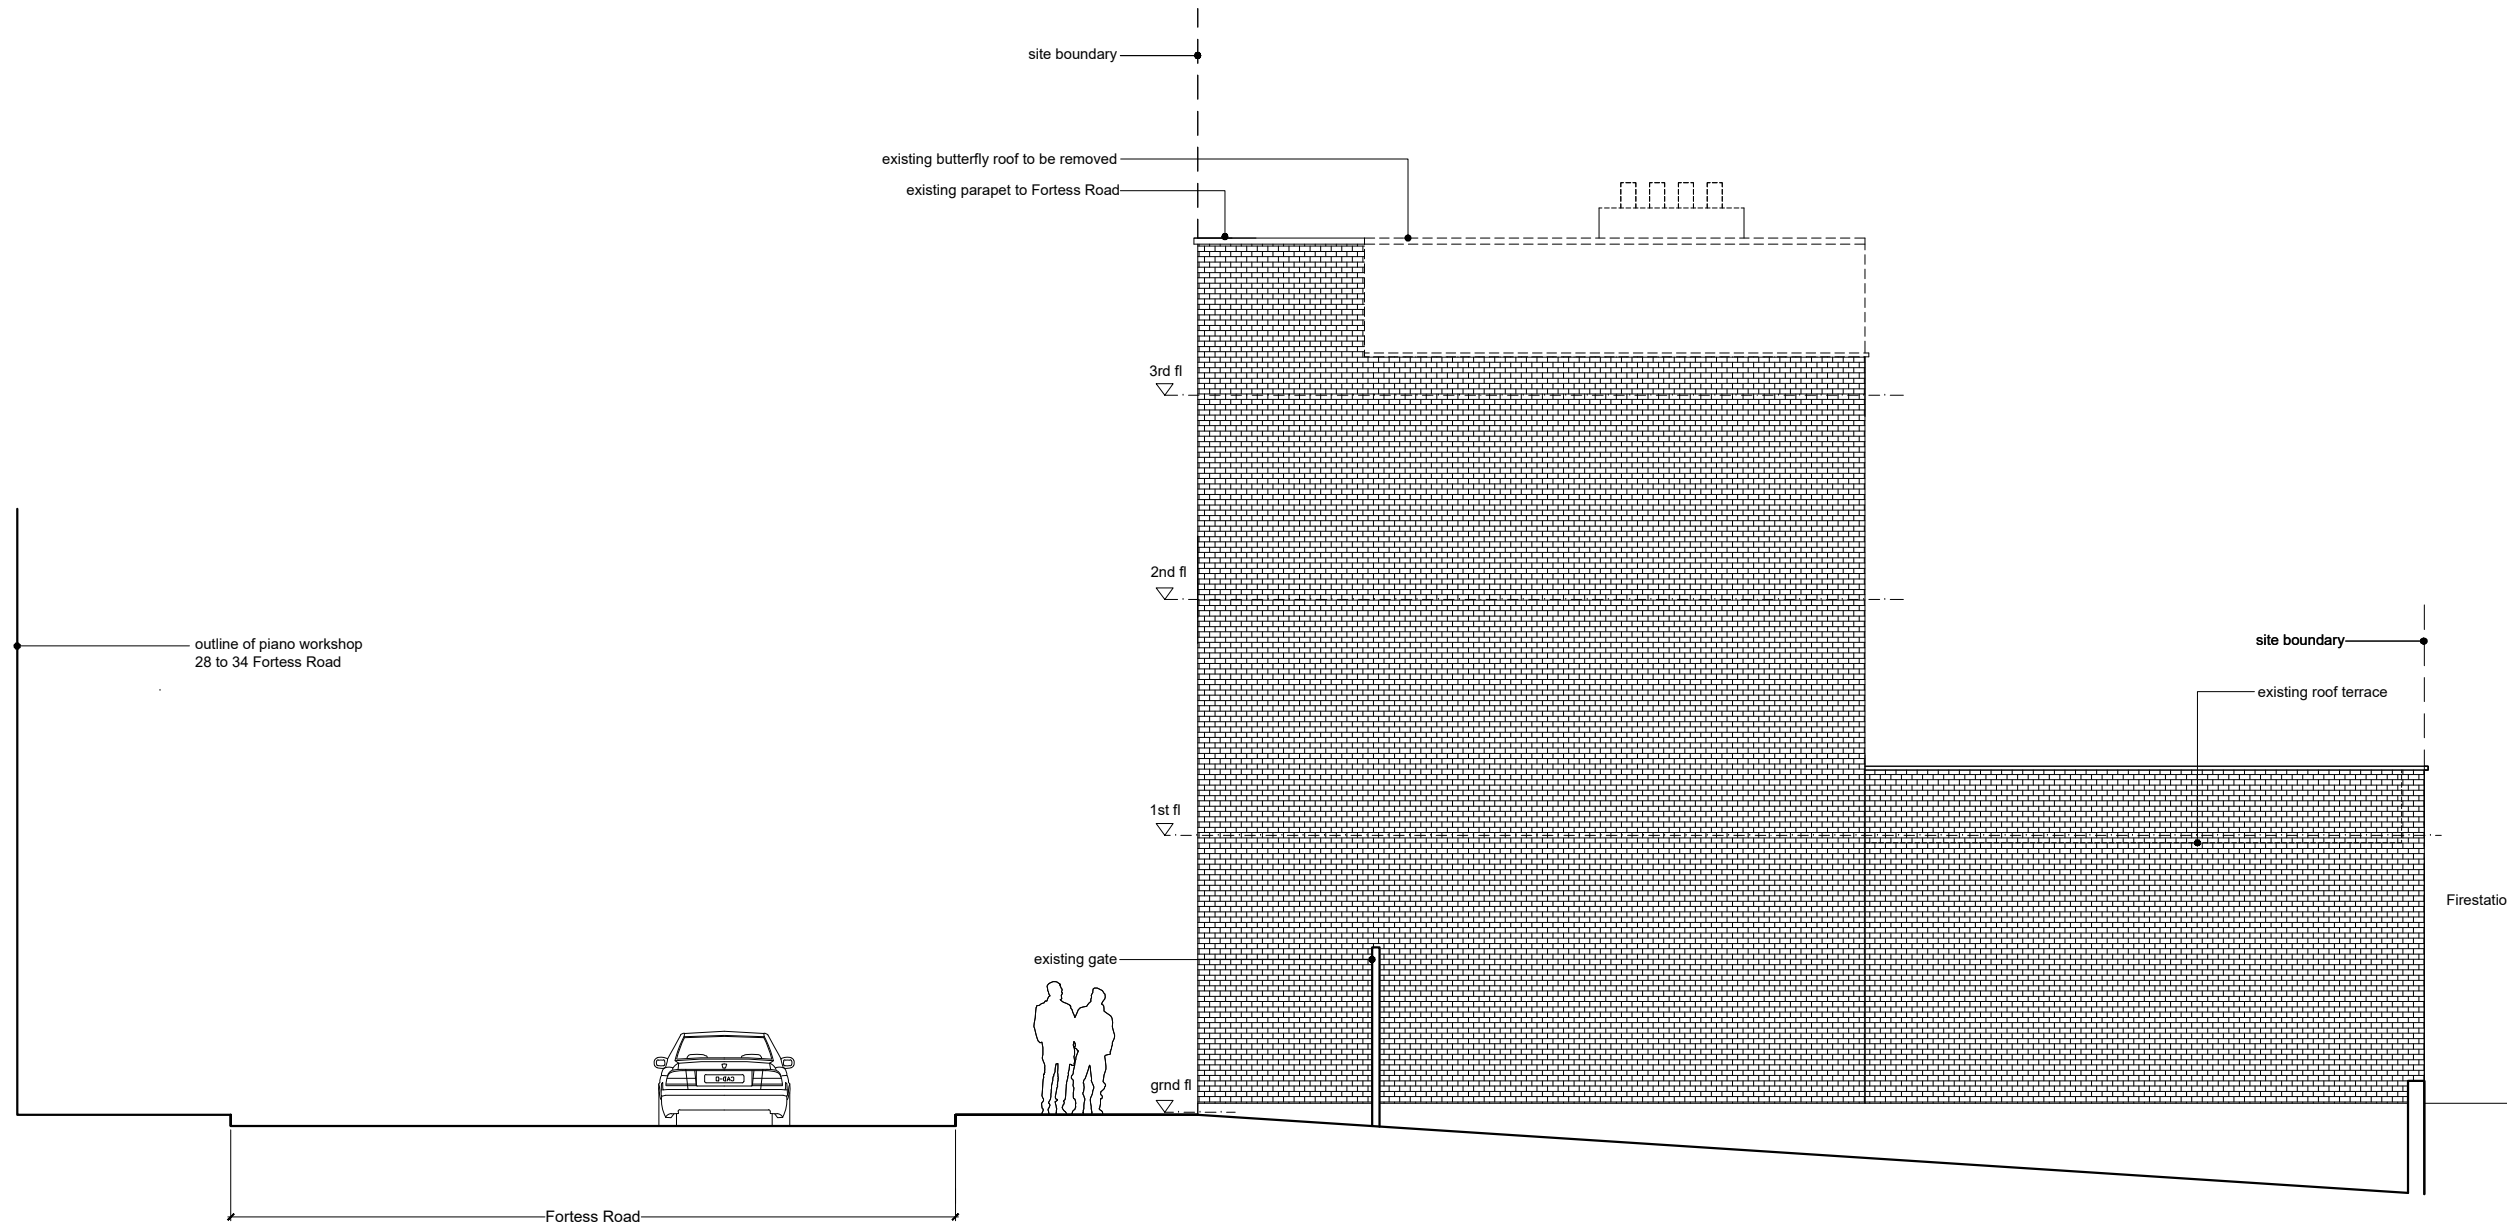 site boundary
existing butterfly roof to be removed
existing parapet to Fortess Road
3rd fl
2nd fl
outline of piano workshop
28 to 34 Fortess Road
site boundary
existing roof terrace
1st fl
Firestatio
existing gate
grnd fl
Fortess Road